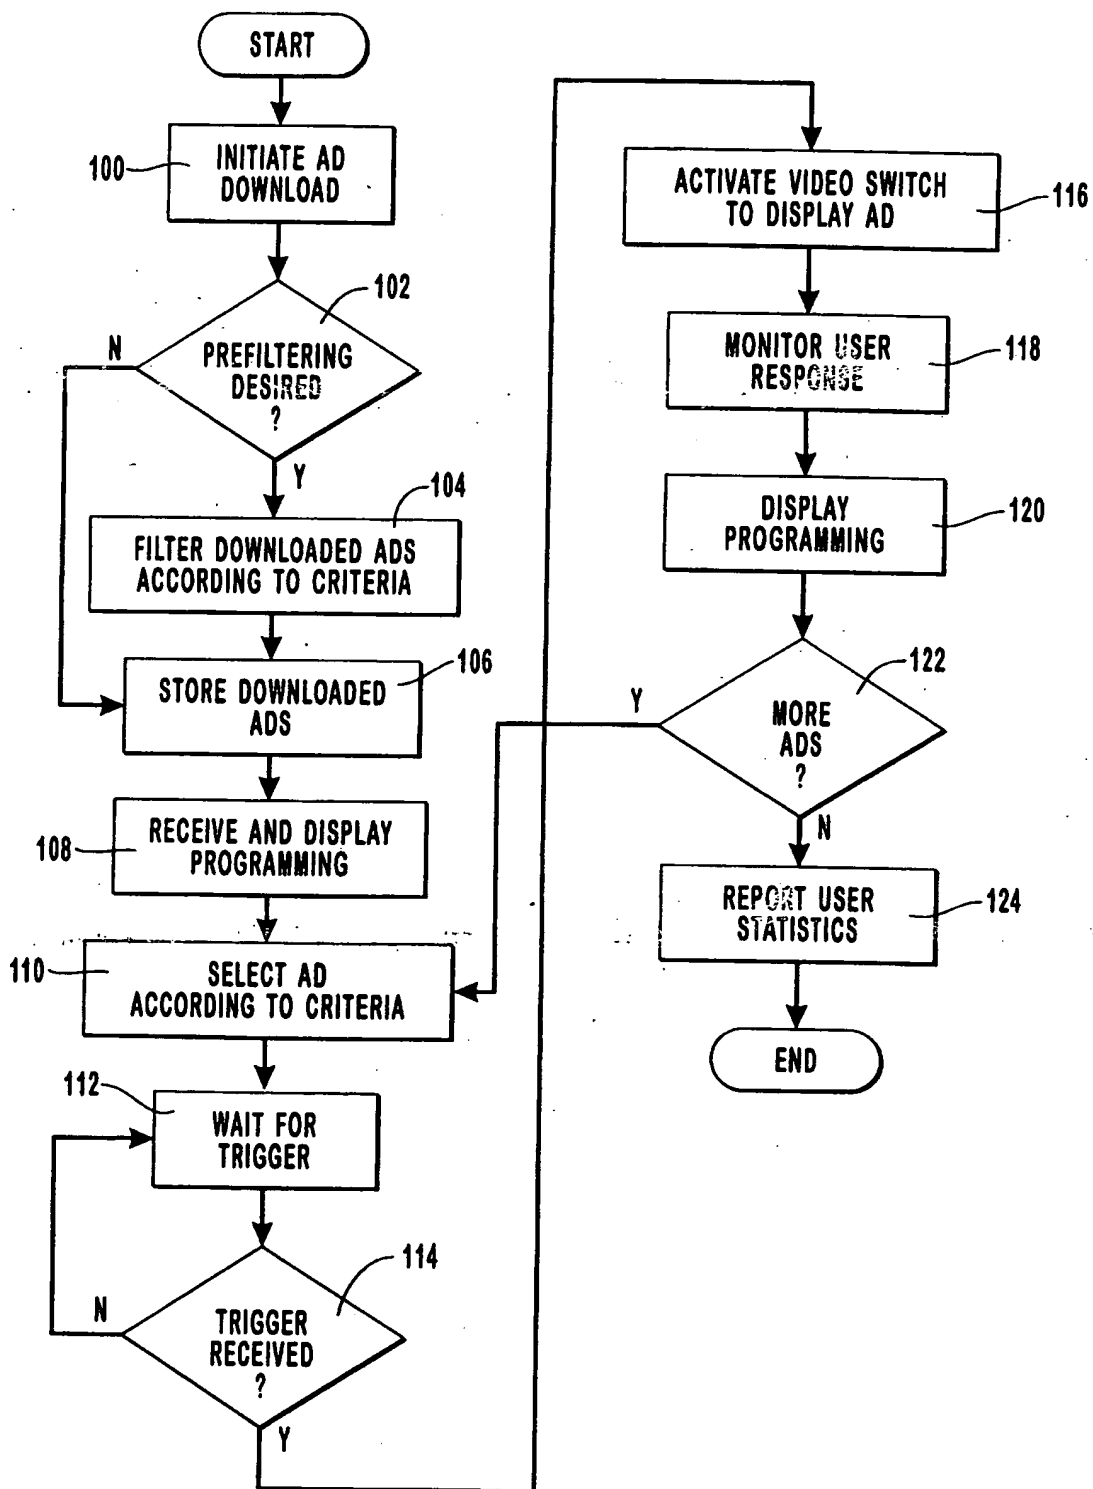 START
100
INITIATE AD
DOWNLOAD
102
N
PREFILTERING
DESIRED
?
Y
104
FILTER DOWNLOADED ADS
ACCORDING TO CRITERIA
106
STORE DOWNLOADED
ADS
108
RECEIVE AND DISPLAY
PROGRAMMING
110
SELECT AD
ACCORDING TO CRITERIA
112
WAIT FOR
TRIGGER
114
N
TRIGGER
RECEIVED
?
Y
ACTIVATE VIDEO SWITCH
TO DISPLAY AD
116
MONITOR USER
RESPONSE
118
DISPLAY
PROGRAMMING
120
122
Y
MORE
ADS
?
N
REPORT USER
STATISTICS
124
END